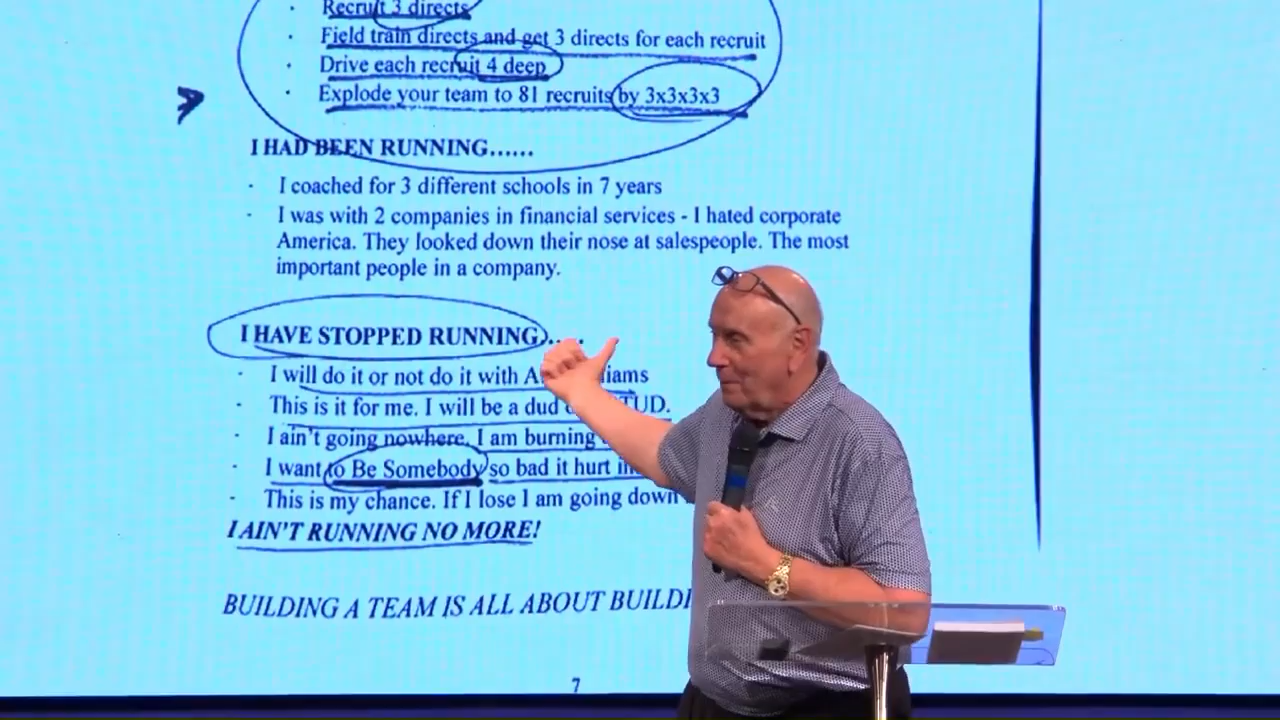 Recruit 3 directs
Field train directs and get 3 directs for each recruit
Drive each recruit 4 deep
Explode your team to 81 recruits by 3x3x3x3
I HAD BEEN RUNNING......
I coached for 3 different schools in 7 years
I was with 2 companies in financial services - I hated corporate
America. They looked down their nose at salespeople. The most
important people in a company.
I HAVE STOPPED RUNNING......
I will do it or not do it with
This is it for me. I will be a dud
I ain't going nowhere. I am burning
I want to Be Somebody so bad it hurt
This is my chance. If I lose I am going down
I AIN'T RUNNING NO MORE!
BUILDING A TEAM IS ALL ABOUT
7